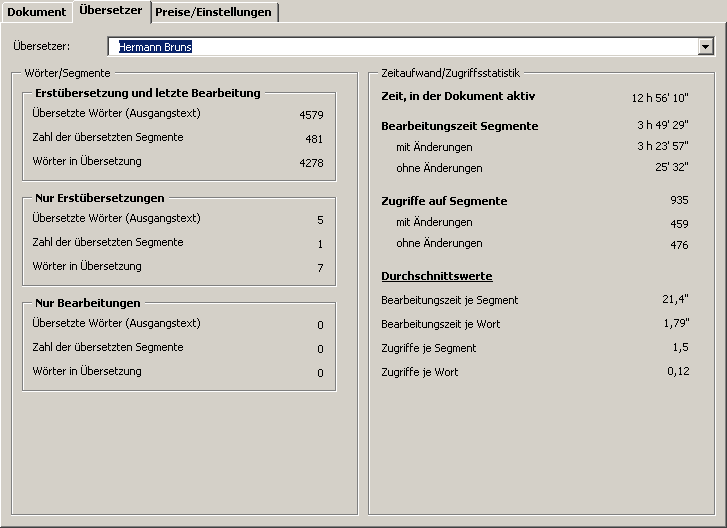 Dokument Übersetzer Preise/Einstellungen
Übersetzer: Hermann Bruns
Wörter/Segmente
Erstübersetzung und letzte Bearbeitung
Übersetzte Wörter (Ausgangstext) 4579
Zahl der übersetzten Segmente 481
Wörter in Übersetzung 4278
Nur Erstübersetzungen
Übersetzte Wörter (Ausgangstext) 5
Zahl der übersetzten Segmente 1
Wörter in Übersetzung 7
Nur Bearbeitungen
Übersetzte Wörter (Ausgangstext) 0
Zahl der übersetzten Segmente 0
Wörter in Übersetzung 0
Zeitaufwand/Zugriffsstatistik
Zeit, in der Dokument aktiv 12 h 56' 10"
Bearbeitungszeit Segmente 3 h 49' 29"
mit Änderungen 3 h 23' 57"
ohne Änderungen 25' 32"
Zugriffe auf Segmente 935
mit Änderungen 459
ohne Änderungen 476
Durchschnittswerte
Bearbeitungszeit je Segment 21,4"
Bearbeitungszeit je Wort 1,79"
Zugriffe je Segment 1,5
Zugriffe je Wort 0,12